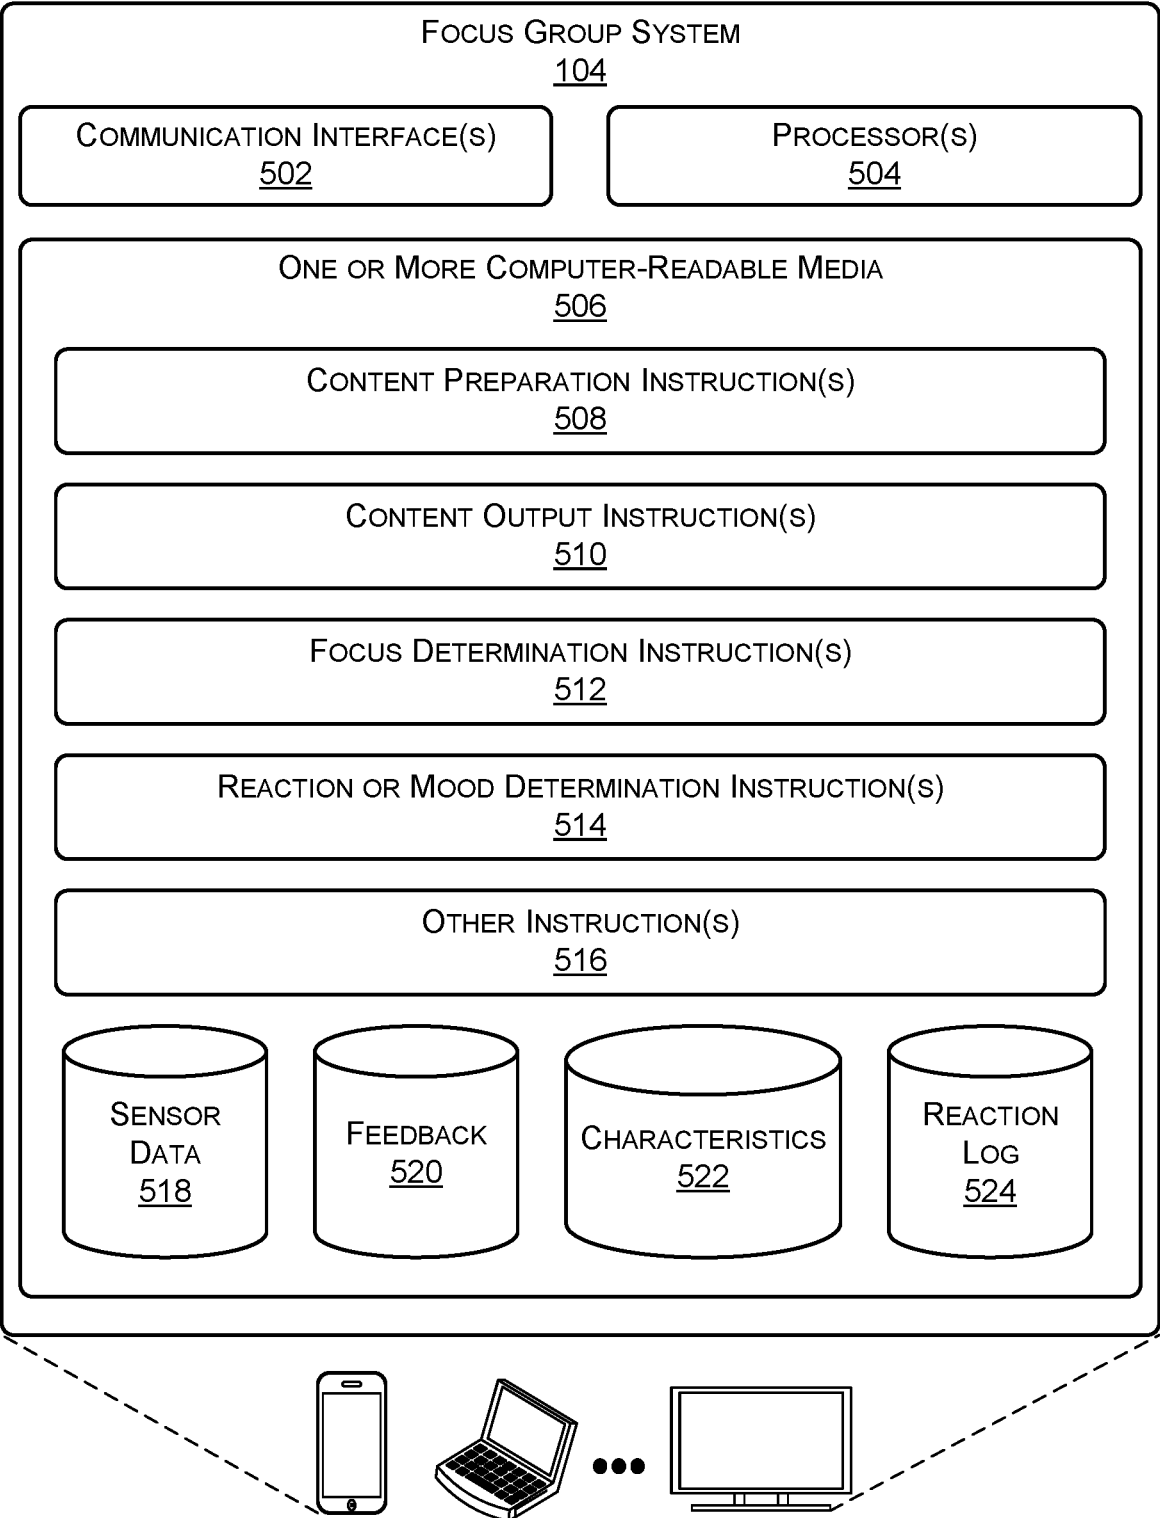 FOCUS GROUP SYSTEM
104
COMMUNICATION INTERFACE(S)
502
PROCESSOR(S)
504
ONE OR MORE COMPUTER-READABLE MEDIA
506
CONTENT PREPARATION INSTRUCTION(S)
508
CONTENT OUTPUT INSTRUCTION(S)
510
FOCUS DETERMINATION INSTRUCTION(S)
512
REACTION OR MOOD DETERMINATION INSTRUCTION(S)
514
OTHER INSTRUCTION(S)
516
SENSOR
DATA
518
FEEDBACK
520
CHARACTERISTICS
522
REACTION
LOG
524